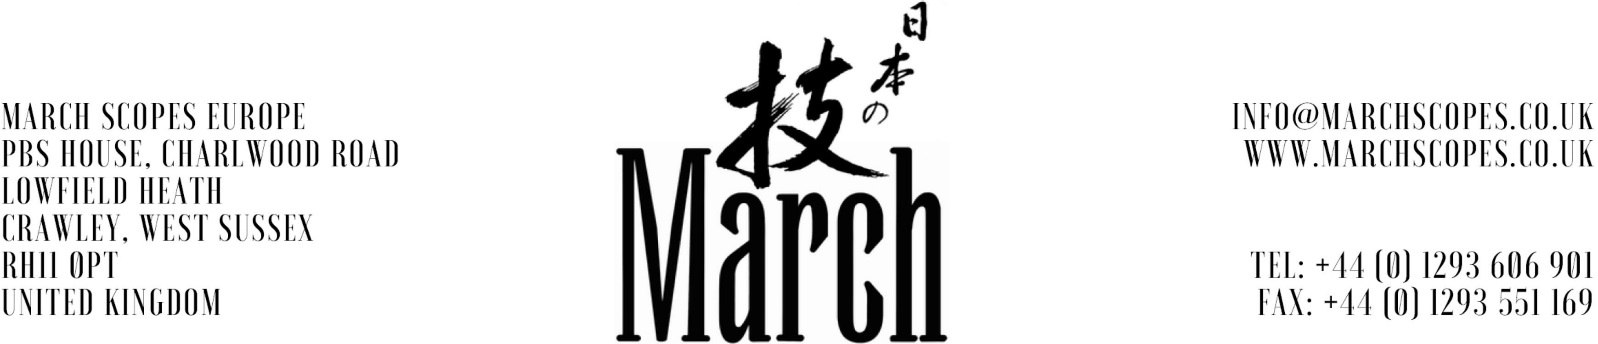 MARCH SCOPES EUROPE
PBS HOUSE, CHARLWOOD ROAD
LOWFIELD HEATH
CRAWLEY, WEST SUSSEX
RH11 0PT
UNITED KINGDOM
日本の
技
March
INFO@MARCHSCOPES.CO.UK
WWW.MARCHSCOPES.CO.UK
TEL: +44 (0) 1293 606 901
FAX: +44 (0) 1293 551 169